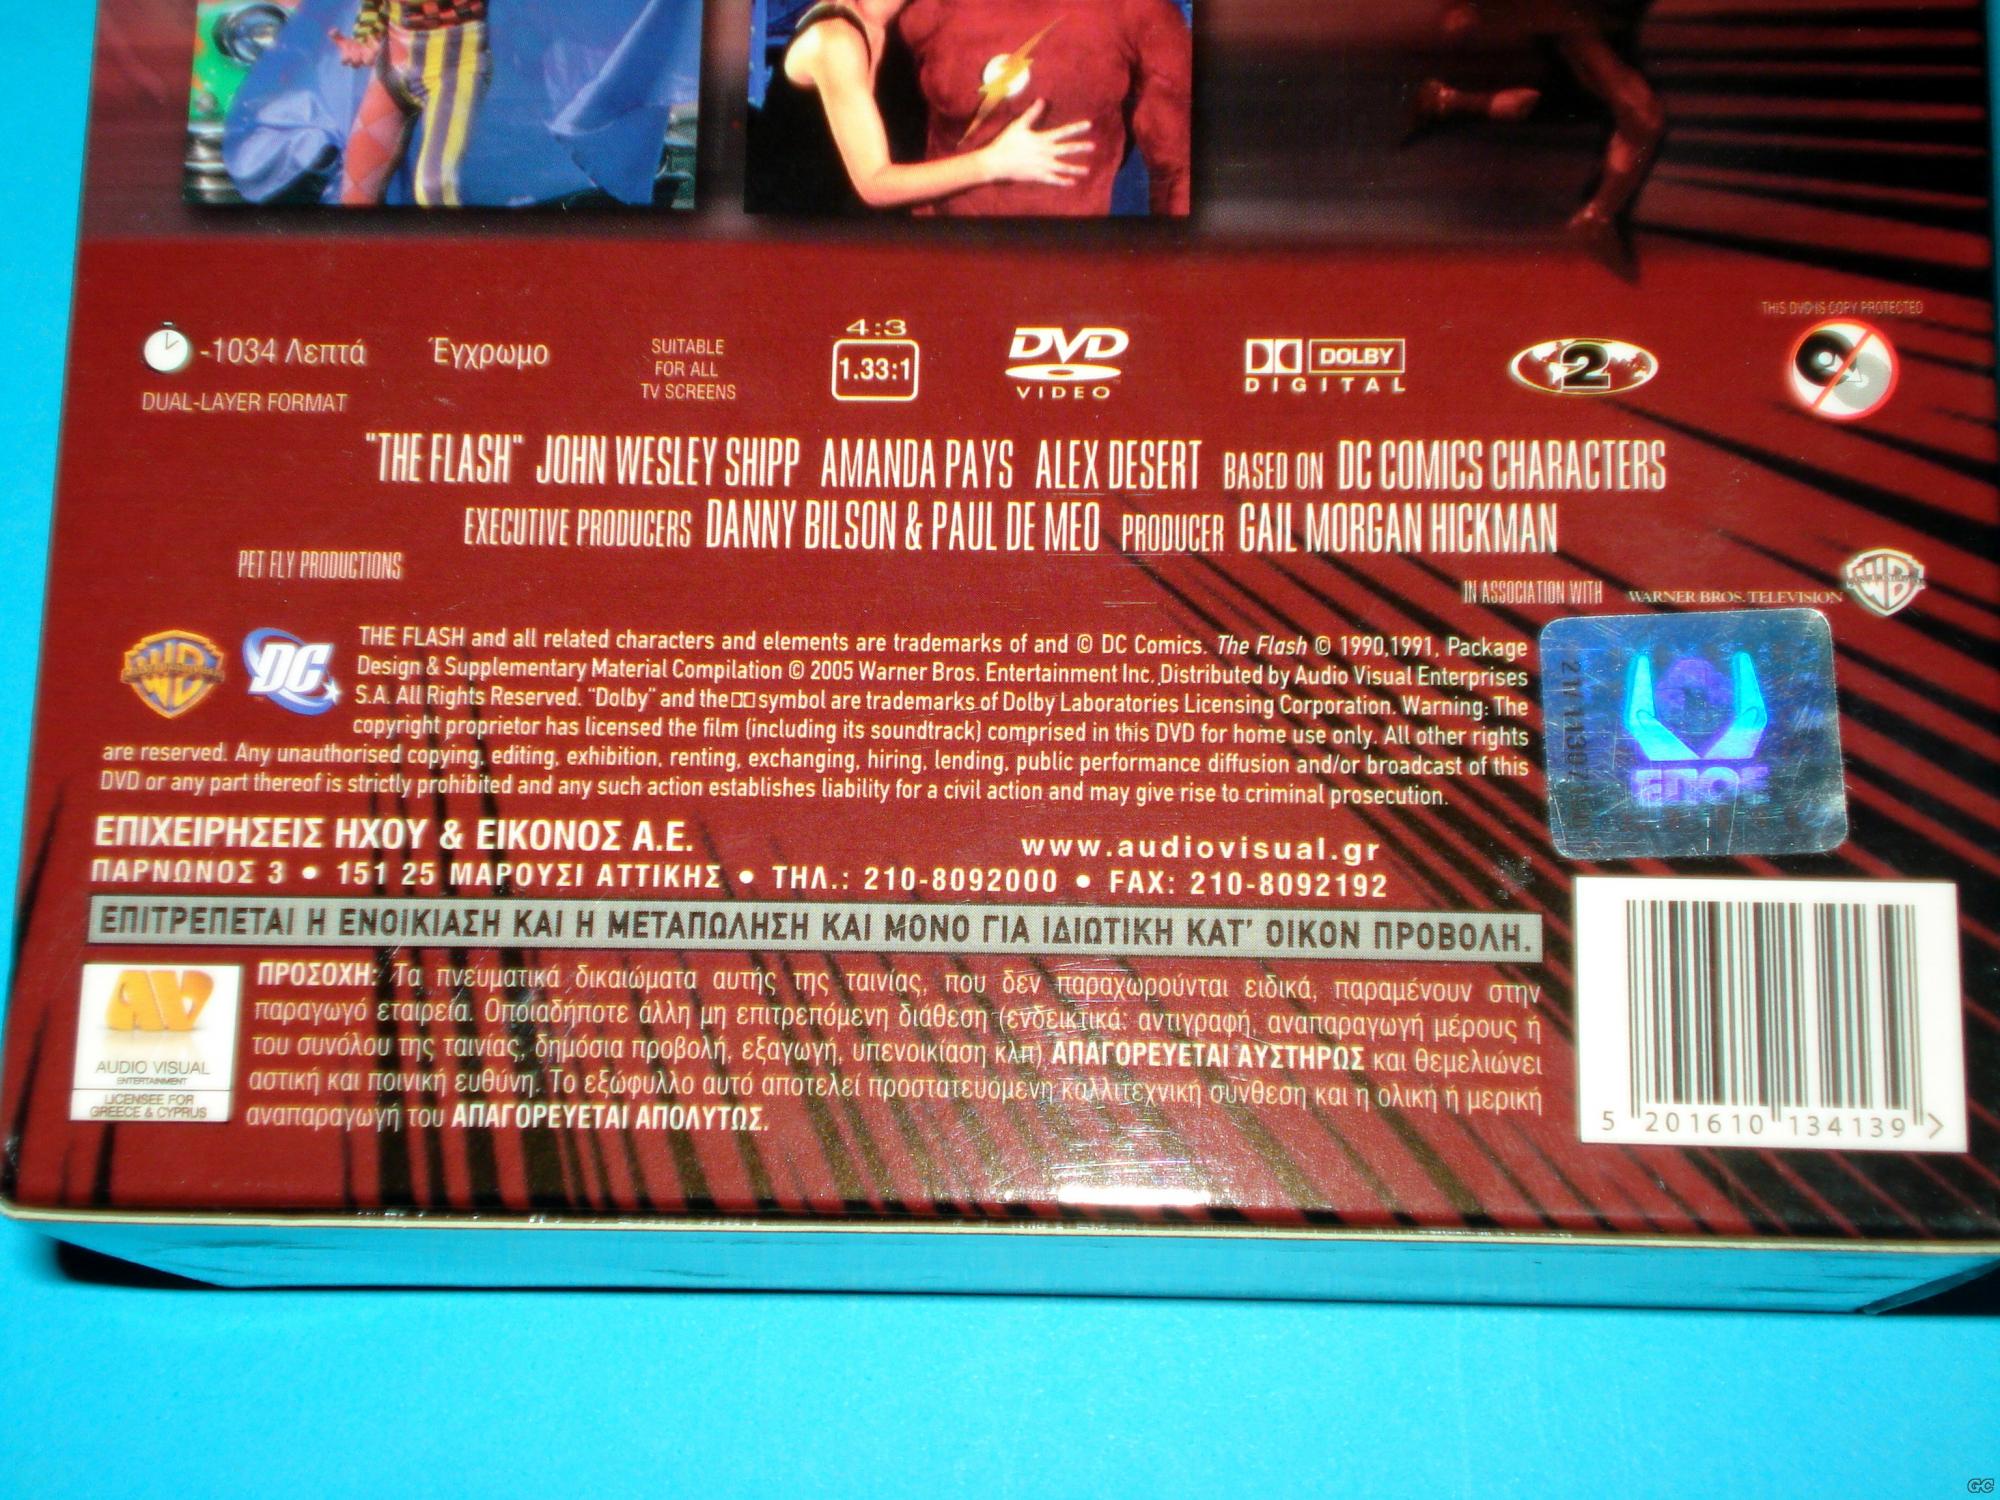 -1034 Λεπτά
Έγχρωμο
DUAL-LAYER FORMAT
SUITABLE
FOR ALL
TV SCREENS
4:3
1.33:1
DVD
VIDEO
DOLBY
DIGITAL
2
THIS DVD IS COPY PROTECTED
"THE FLASH" JOHN WESLEY SHIPP AMANDA PAYS ALEX DESERT BASED ON DC COMICS CHARACTERS
EXECUTIVE PRODUCERS DANNY BILSON & PAUL DE MEO PRODUCER GAIL MORGAN HICKMAN
PET FLY PRODUCTIONS
IN ASSOCIATION WITH WARNER BROS. TELEVISION
WB
DC
THE FLASH and all related characters and elements are trademarks of and © DC Comics. The Flash © 1990,1991, Package
Design & Supplementary Material Compilation © 2005 Warner Bros. Entertainment Inc. Distributed by Audio Visual Enterprises
S.A. All Rights Reserved. "Dolby" and the symbol are trademarks of Dolby Laboratories Licensing Corporation. Warning: The
copyright proprietor has licensed the film (including its soundtrack) comprised in this DVD for home use only. All other rights
are reserved. Any unauthorised copying, editing, exhibition, renting, exchanging, hiring, lending, public performance diffusion and/or broadcast of this
DVD or any part thereof is strictly prohibited and any such action establishes liability for a civil action and may give rise to criminal prosecution.
ΕΠΟΕ
ΕΠΙΧΕΙΡΗΣΕΙΣ ΗΧΟΥ & ΕΙΚΟΝΟΣ Α.Ε.
www.audiovisual.gr
ΠΑΡΝΩΝΟΣ 3 • 151 25 ΜΑΡΟΥΣΙ ΑΤΤΙΚΗΣ • ΤΗΛ.: 210-8092000 • FAX: 210-8092192
ΕΠΙΤΡΕΠΕΤΑΙ Η ΕΝΟΙΚΙΑΣΗ ΚΑΙ Η ΜΕΤΑΠΩΛΗΣΗ ΚΑΙ ΜΟΝΟ ΓΙΑ ΙΔΙΩΤΙΚΗ ΚΑΤ' ΟΙΚΟΝ ΠΡΟΒΟΛΗ.
AV
AUDIO VISUAL
ENTERTAINMENT
LICENSEE FOR
GREECE & CYPRUS
ΠΡΟΣΟΧΗ: Τα πνευματικά δικαιώματα αυτής της ταινίας, που δεν παραχωρούνται ειδικά, παραμένουν στην
παραγωγό εταιρεία. Οποιαδήποτε άλλη μη επιτρεπόμενη διάθεση (ενδεικτικά: αντιγραφή, αναπαραγωγή μέρους ή
του συνόλου της ταινίας, δημόσια προβολή, εξαγωγή, υπενοικίαση κλπ) ΑΠΑΓΟΡΕΥΕΤΑΙ ΑΥΣΤΗΡΩΣ και θεμελιώνει
αστική και ποινική ευθύνη. Το εξώφυλλο αυτό αποτελεί προστατευόμενη καλλιτεχνική σύνθεση και η ολική ή μερική
αναπαραγωγή του ΑΠΑΓΟΡΕΥΕΤΑΙ ΑΠΟΛΥΤΩΣ.
5 201610 134139 >
GC